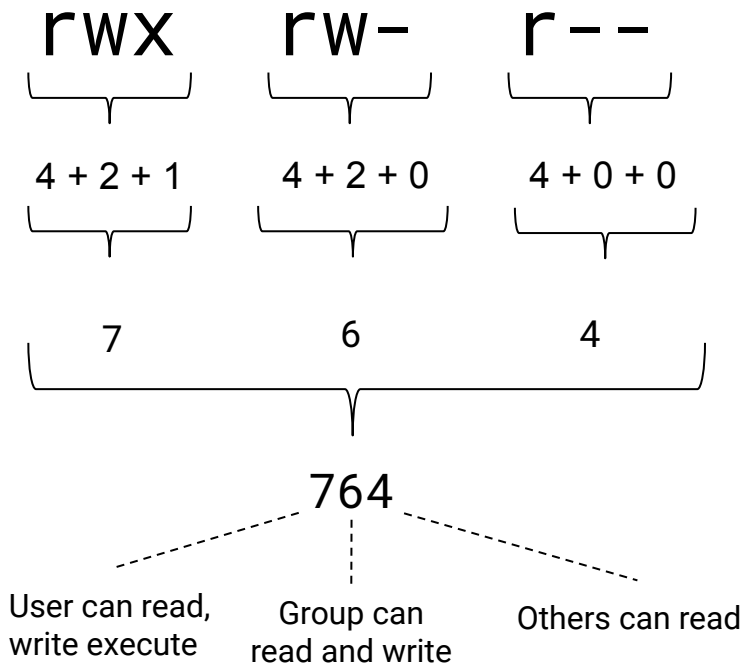 rwx rw- r--
4 + 2 + 1 4 + 2 + 0 4 + 0 + 0
7 6 4
764
User can read,
write execute
Group can
read and write
Others can read